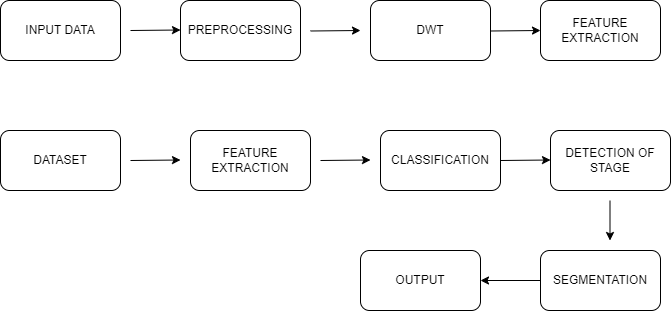 INPUT DATA
PREPROCESSING
DWT
FEATURE
EXTRACTION
DATASET
FEATURE
EXTRACTION
CLASSIFICATION
DETECTION OF
STAGE
OUTPUT
SEGMENTATION